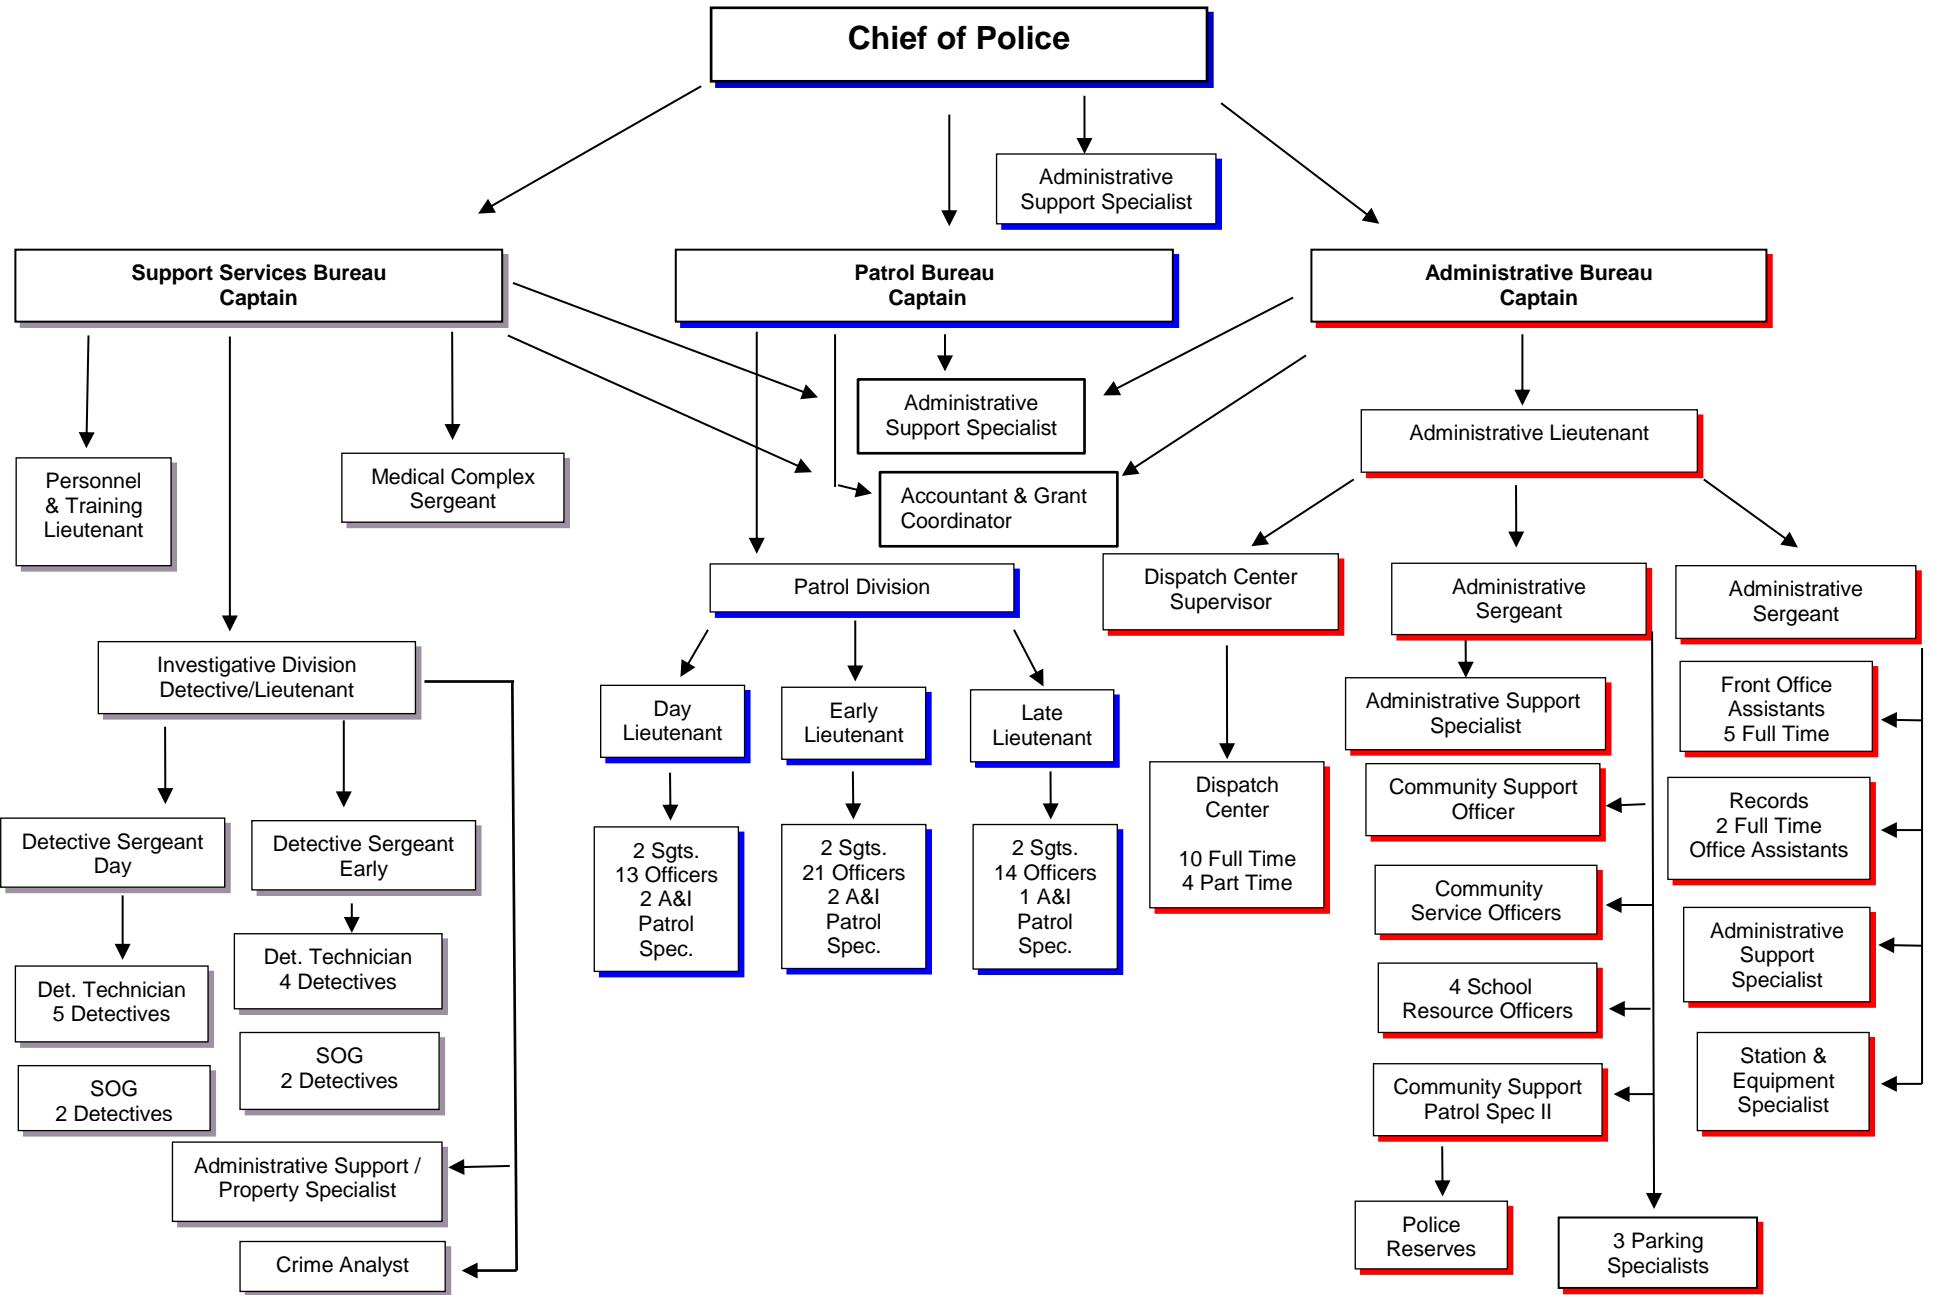 Chief of Police
Administrative
Support Specialist
Support Services Bureau
Captain
Patrol Bureau
Captain
Administrative Bureau
Captain
Administrative
Support Specialist
Administrative Lieutenant
Personnel
& Training
Lieutenant
Medical Complex
Sergeant
Accountant & Grant
Coordinator
Patrol Division
Dispatch Center
Supervisor
Administrative
Sergeant
Administrative
Sergeant
Investigative Division
Detective/Lieutenant
Day
Lieutenant
Early
Lieutenant
Late
Lieutenant
Administrative Support
Specialist
Front Office
Assistants
5 Full Time
Dispatch
Center
10 Full Time
4 Part Time
Community Support
Officer
Records
2 Full Time
Office Assistants
Detective Sergeant
Day
Detective Sergeant
Early
2 Sgts.
13 Officers
2 A&I
Patrol
Spec.
2 Sgts.
21 Officers
2 A&I
Patrol
Spec.
2 Sgts.
14 Officers
1 A&I
Patrol
Spec.
Community
Service Officers
Administrative
Support
Specialist
Det. Technician
5 Detectives
Det. Technician
4 Detectives
4 School
Resource Officers
SOG
2 Detectives
SOG
2 Detectives
Community Support
Patrol Spec II
Station &
Equipment
Specialist
Administrative Support /
Property Specialist
Crime Analyst
Police
Reserves
3 Parking
Specialists